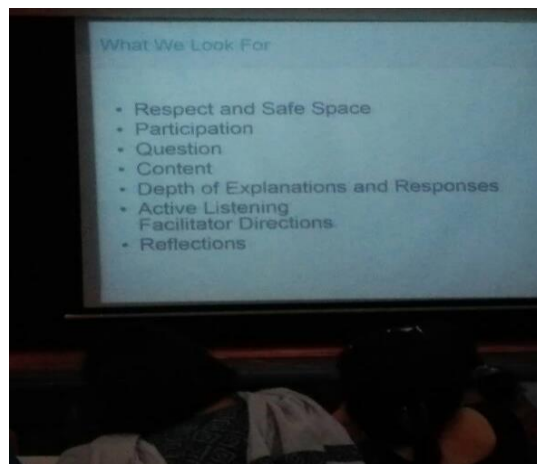 What We Look For
• Respect and Safe Space
• Participation
• Question
• Content
• Depth of Explanations and Responses
• Active Listening
Facilitator Directions
• Reflections